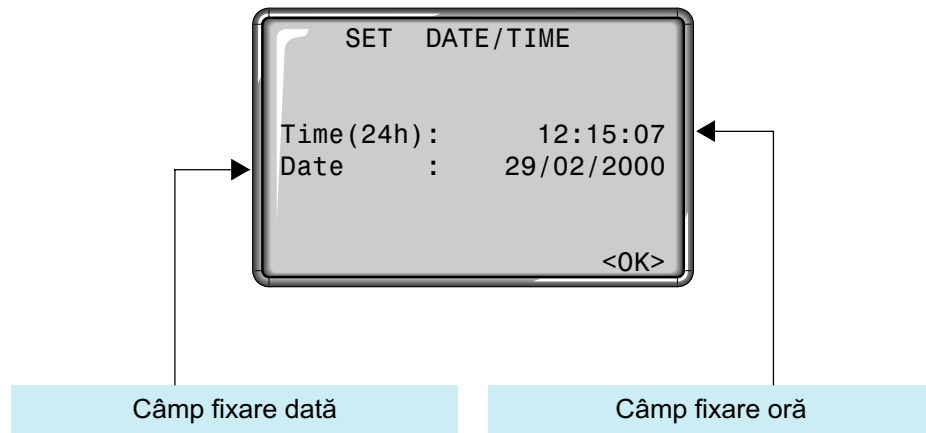 SET DATE/TIME
Time(24h): 12:15:07
Date : 29/02/2000
<OK>
Câmp fixare dată
Câmp fixare oră